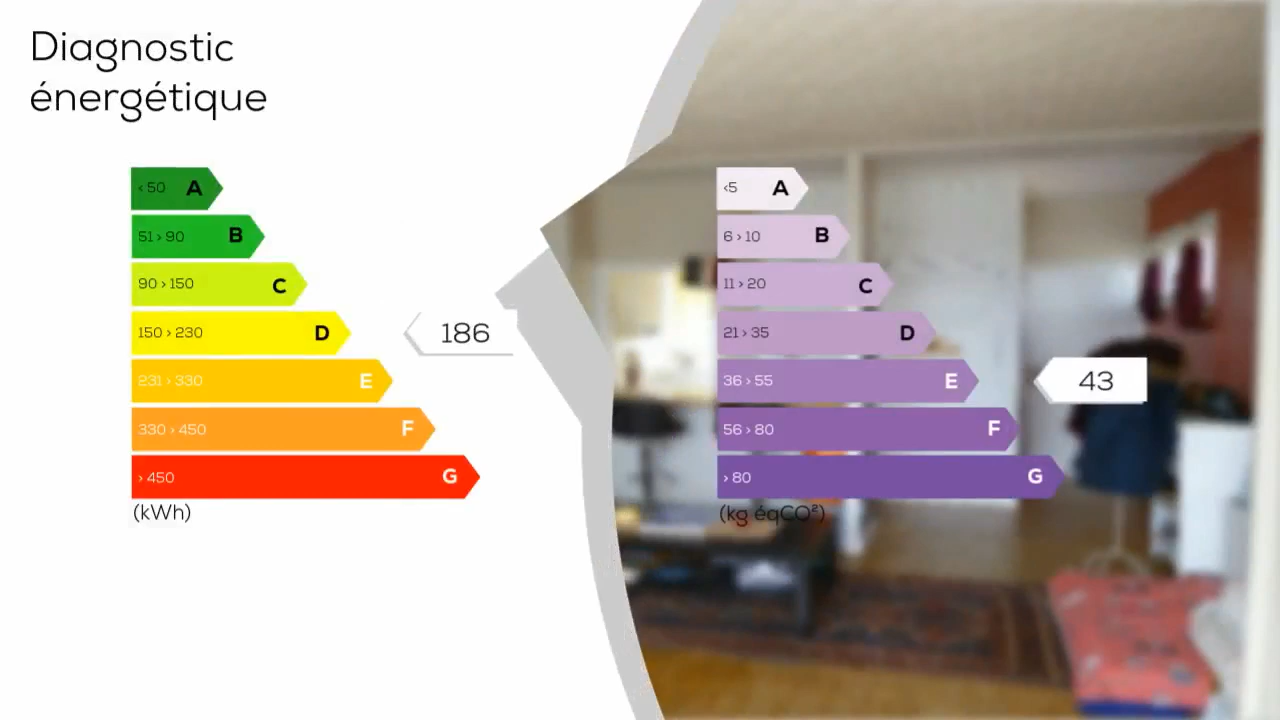 Diagnostic
énergétique
< 50 A
51 > 90 B
90 > 150 C
150 > 230 D
231 > 330 E
330 > 450 F
> 450 G
(kWh)
186
<5 A
6 > 10 B
11 > 20 C
21 > 35 D
36 > 55 E
56 > 80 F
> 80 G
(kg éqCO²)
43